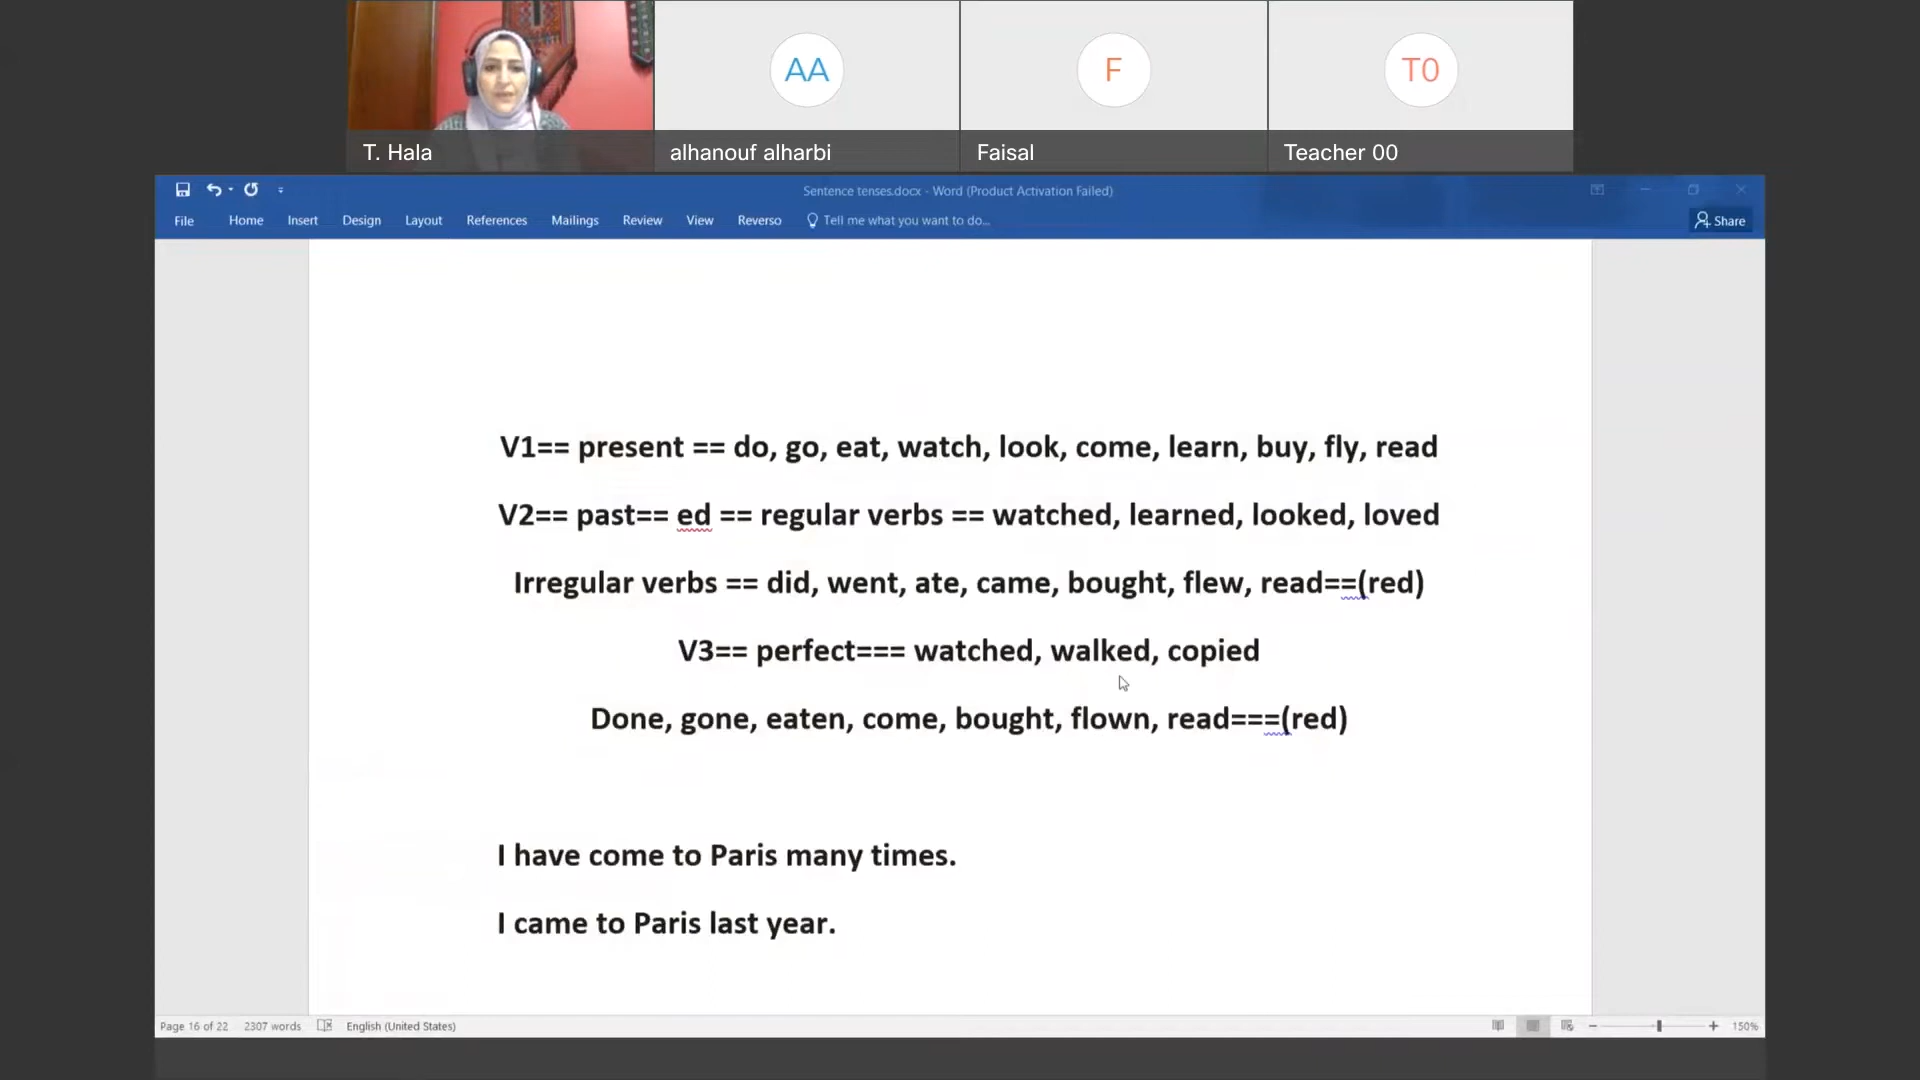 AA
F
T0
T. Hala
alhanouf alharbi
Faisal
Teacher 00
Sentence tenses.docx - Word (Product Activation Failed)
File Home Insert Design Layout References Mailings Review View Reverso Tell me what you want to do... Share
V1== present == do, go, eat, watch, look, come, learn, buy, fly, read
V2== past== ed == regular verbs == watched, learned, looked, loved
Irregular verbs == did, went, ate, came, bought, flew, read==(red)
V3== perfect=== watched, walked, copied
Done, gone, eaten, come, bought, flown, read===(red)
I have come to Paris many times.
I came to Paris last year.
Page 16 of 22 2307 words English (United States) 150%